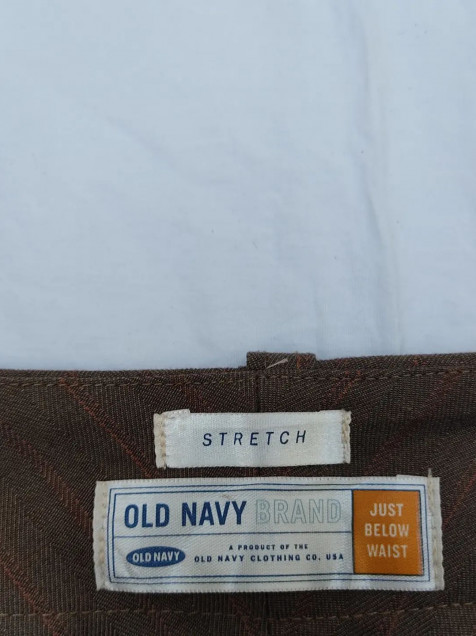 STRETCH
OLD NAVY BRAND
OLD NAVY
A PRODUCT OF THE
OLD NAVY CLOTHING CO. USA
JUST
BELOW
WAIST